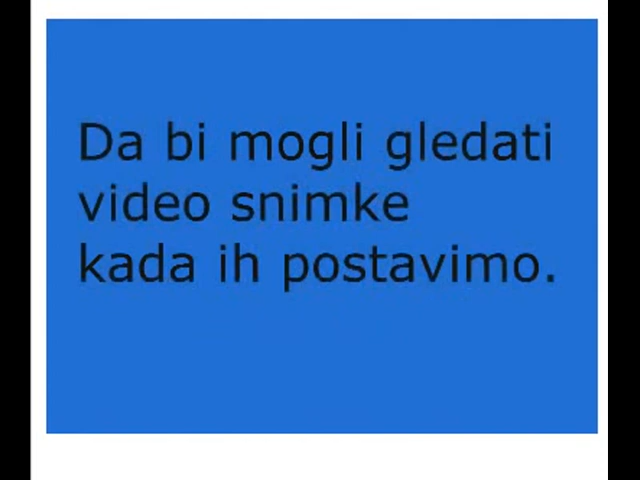 Da bi mogli gledati
video snimke
kada ih postavimo.